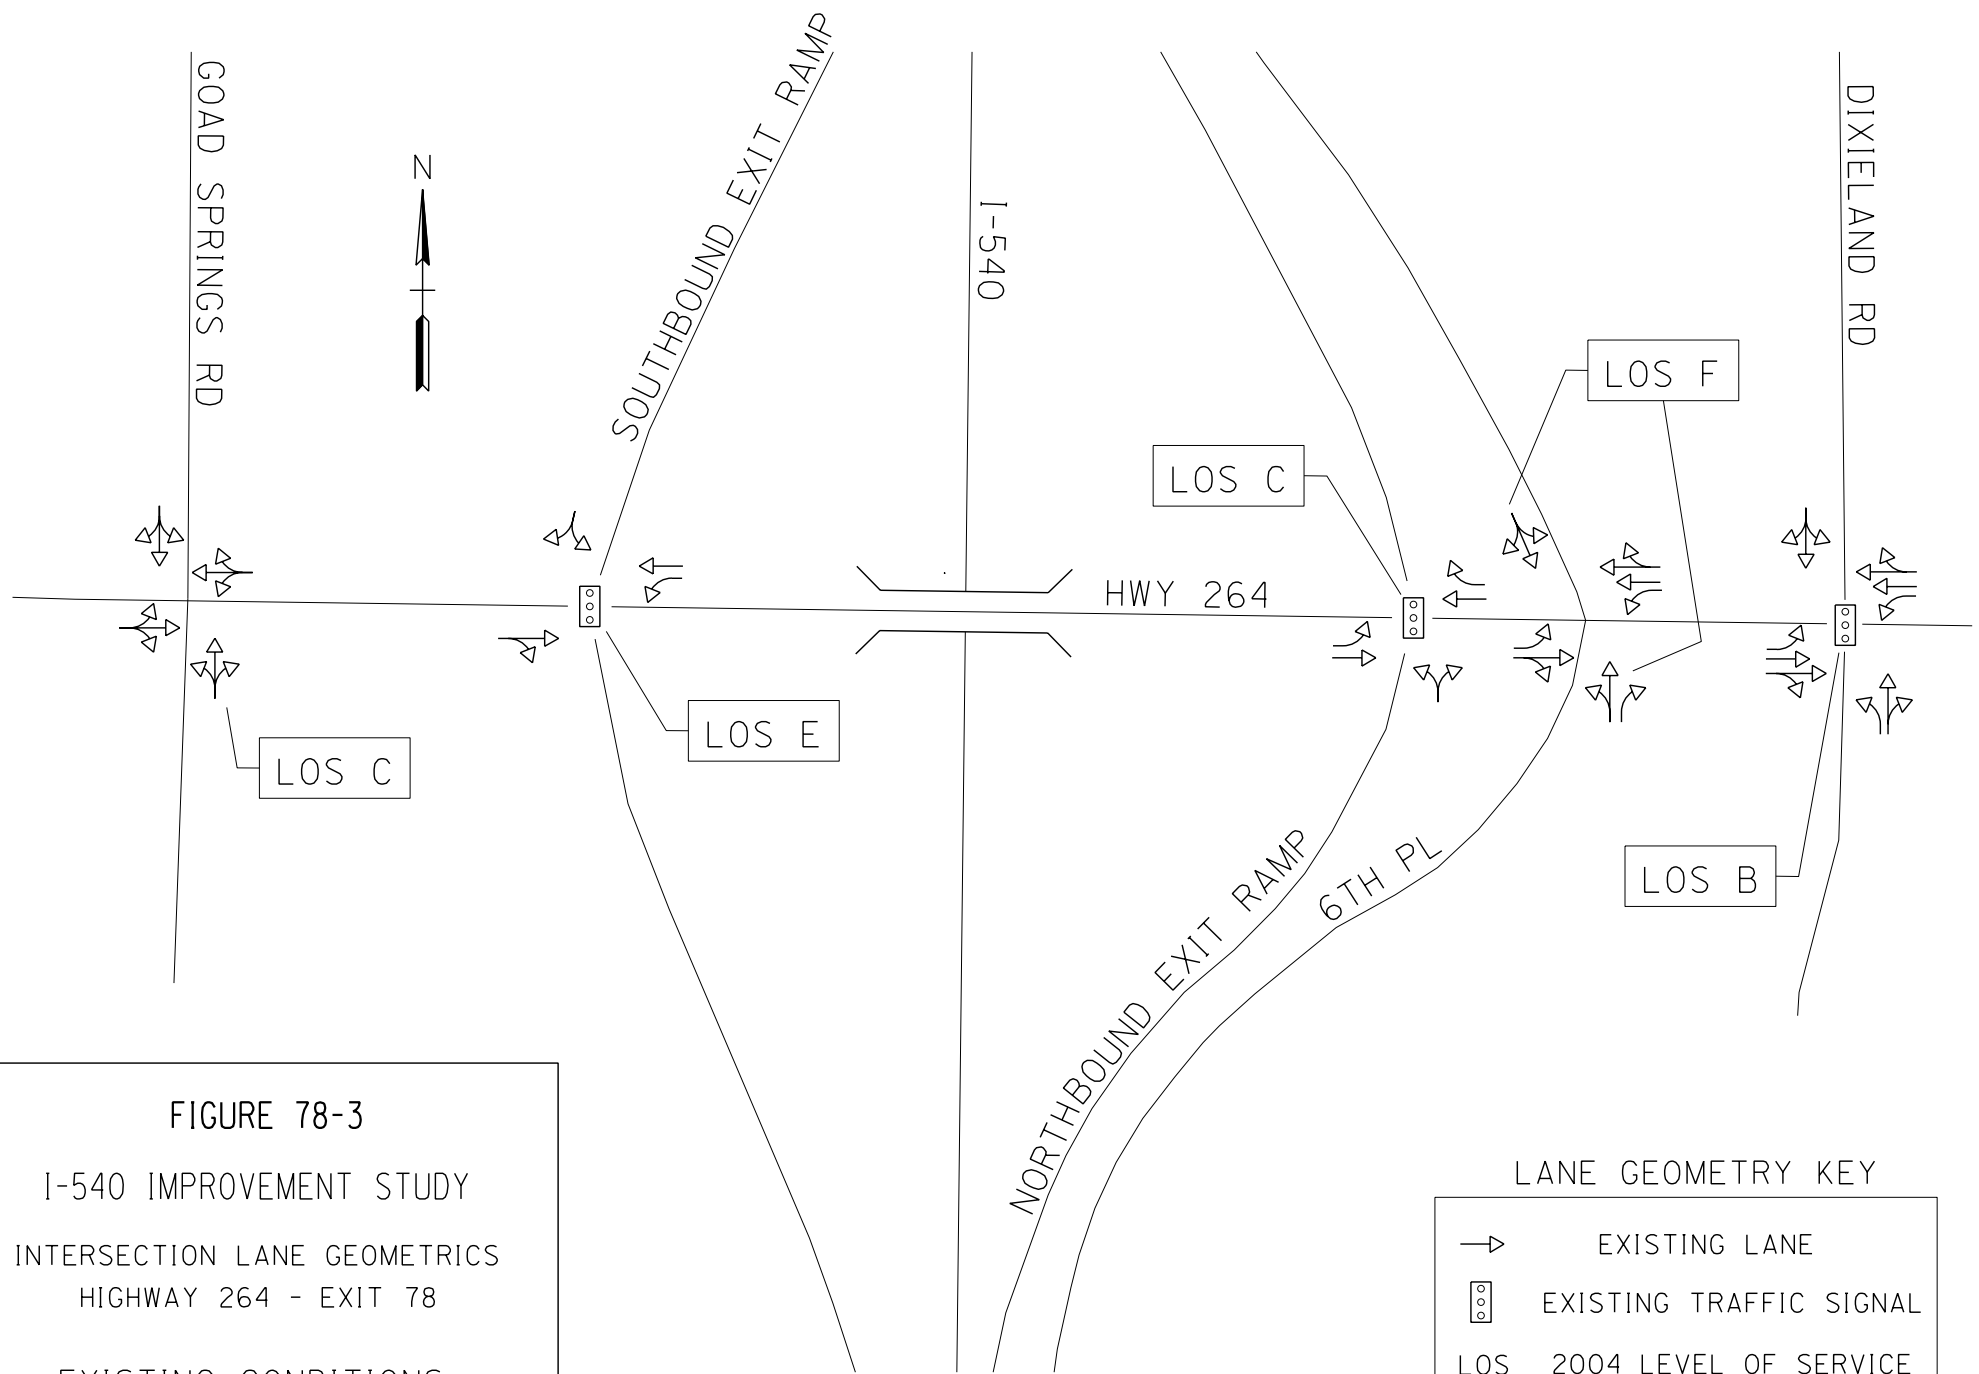 GOAD SPRINGS RD
N
SOUTHBOUND EXIT RAMP
I-540
DIXIELAND RD
LOS F
LOS C
HWY 264
LOS E
LOS C
LOS B
NORTHBOUND EXIT RAMP
6TH PL
FIGURE 78-3
I-540 IMPROVEMENT STUDY
INTERSECTION LANE GEOMETRICS
HIGHWAY 264 - EXIT 78
EXISTING CONDITIONS
LANE GEOMETRY KEY
EXISTING LANE
EXISTING TRAFFIC SIGNAL
LOS 2004 LEVEL OF SERVICE